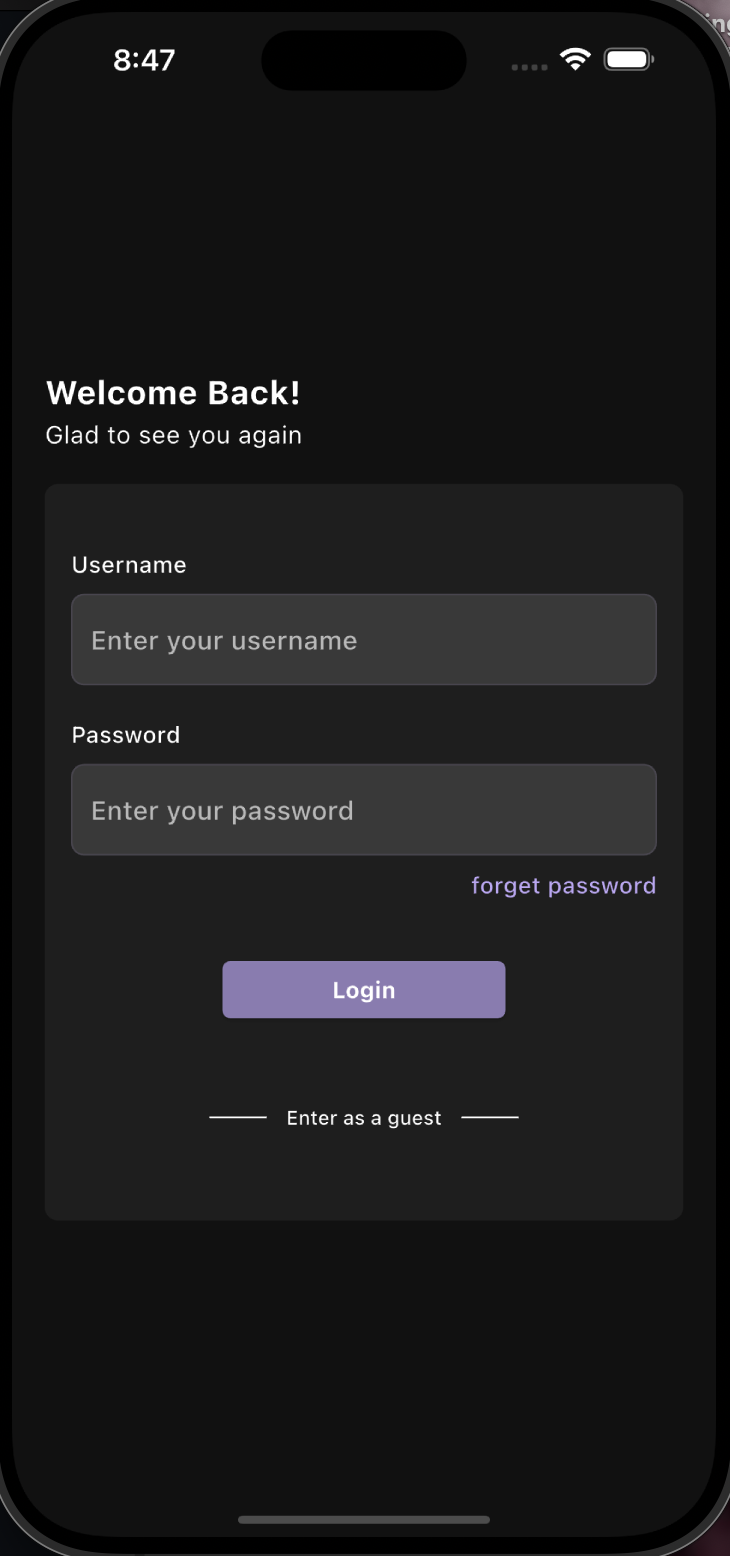 8:47
Welcome Back!
Glad to see you again
Username
Enter your username
Password
Enter your password
forget password
Login
Enter as a guest